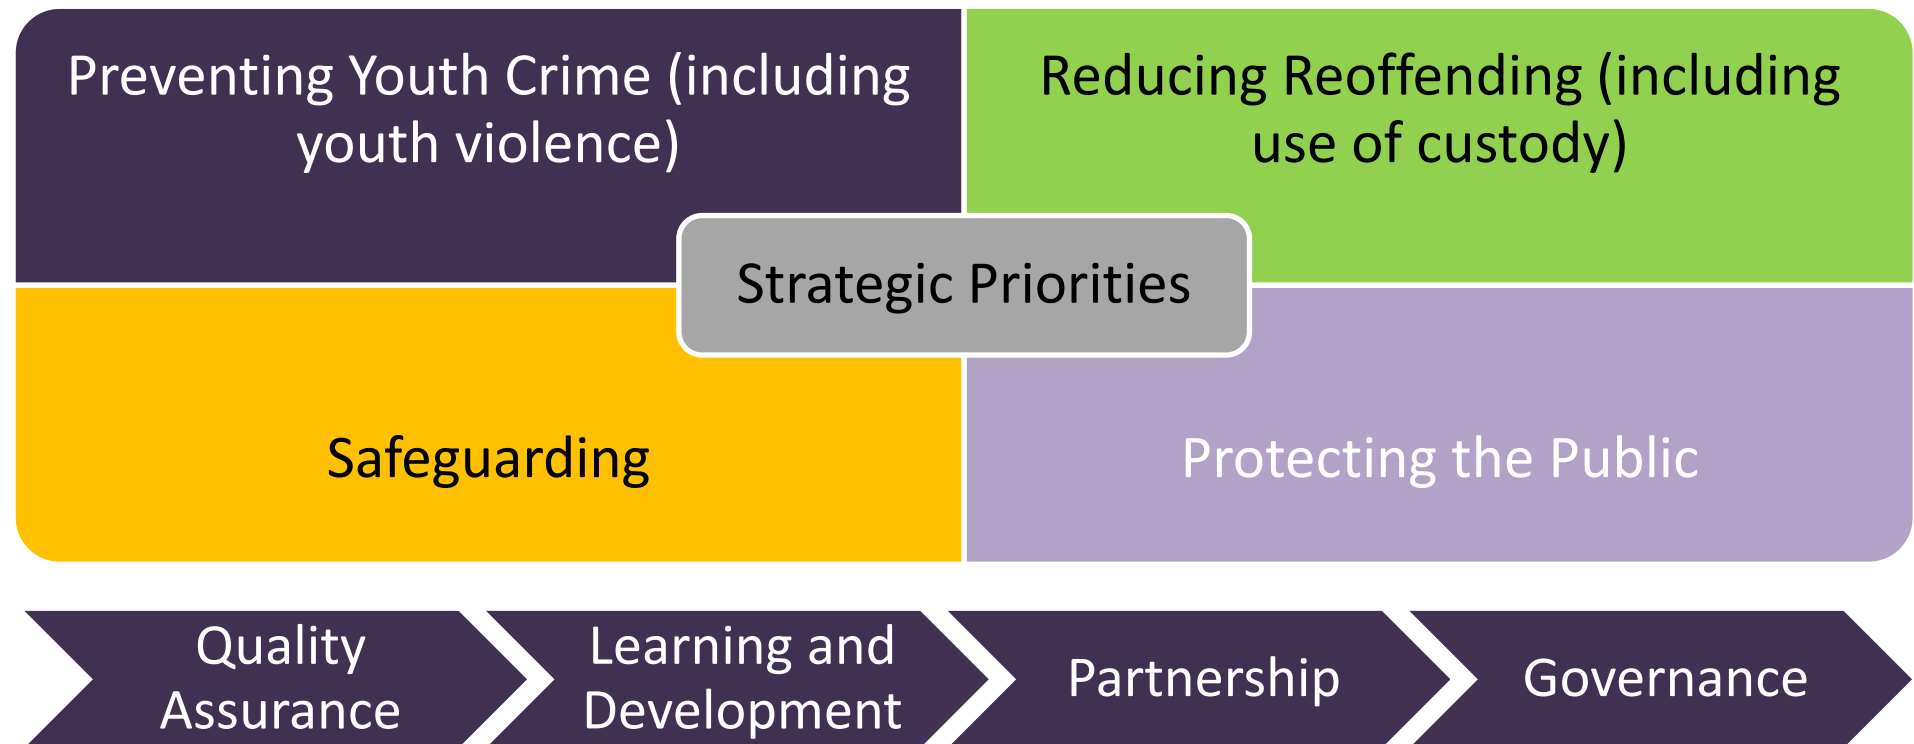 Preventing Youth Crime (including
youth violence)
Reducing Reoffending (including
use of custody)
Strategic Priorities
Safeguarding
Protecting the Public
Quality
Assurance
Learning and
Development
Partnership
Governance